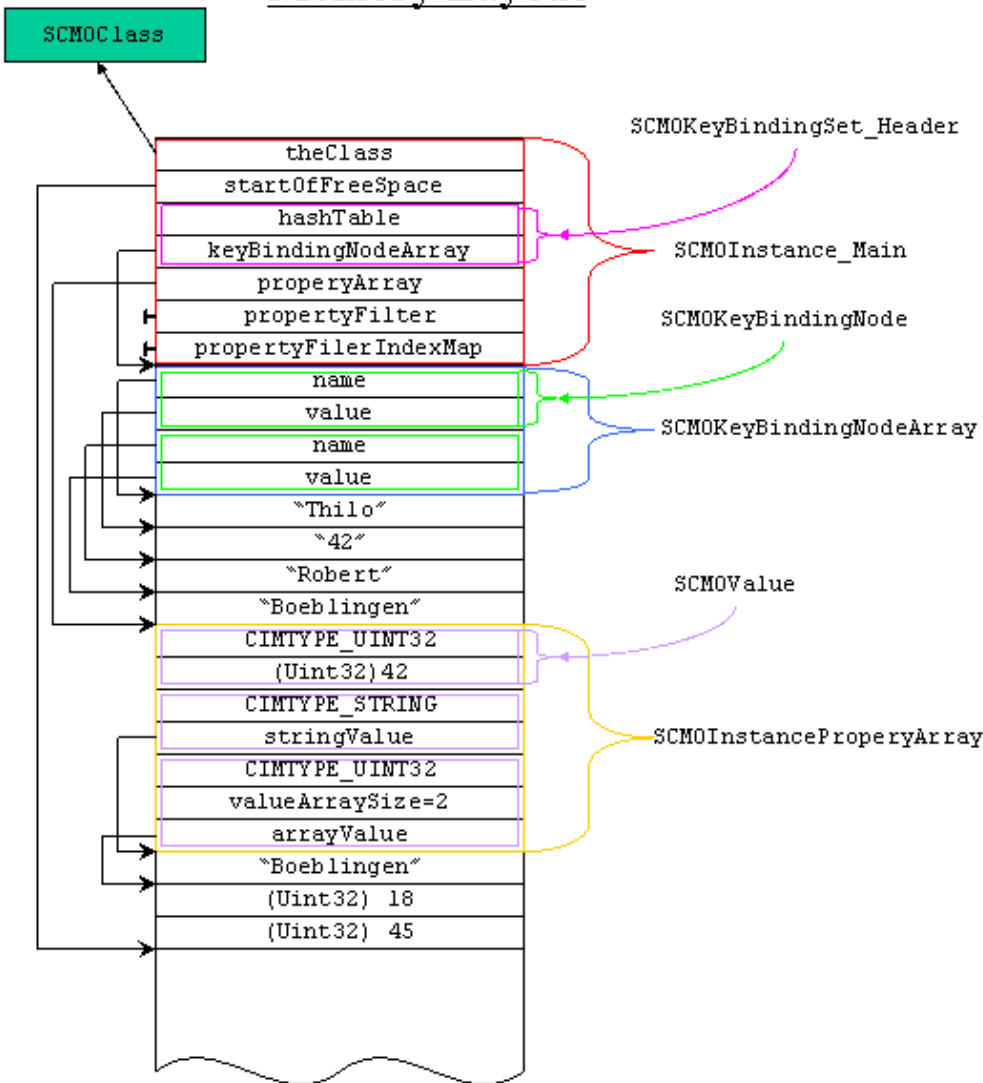 SCMOClass
SCMOKeyBindingSet_Header
theClass
startOfFreeSpace
hashTable
keyBindingNodeArray
SCMOInstance_Main
properyArray
propertyFilter
SCMOKeyBindingNode
propertyFilerIndexMap
name
value
SCMOKeyBindingNodeArray
name
value
"Thilo"
"42"
"Robert"
SCMOValue
"Boeblingen"
CIMTYPE_UINT32
(Uint32)42
CIMTYPE_STRING
stringValue
SCMOInstanceProperyArray
CIMTYPE_UINT32
valueArraySize=2
arrayValue
"Boeblingen"
(Uint32) 18
(Uint32) 45